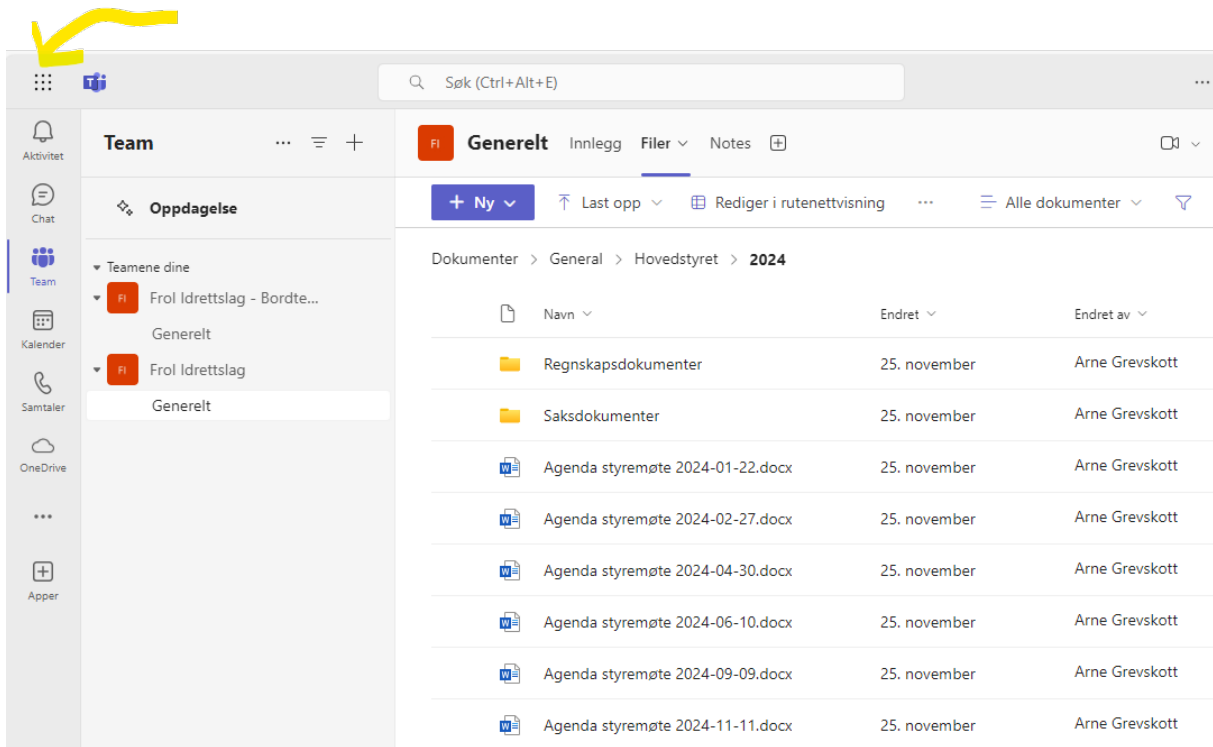 Søk (Ctrl+Alt+E)
Aktivitet
Chat
Team
Kalender
Samtaler
OneDrive
Apper
Team
Oppdagelse
Teamene dine
FI Frol Idrettslag - Bordte...
Generelt
FI Frol Idrettslag
Generelt
FI Generelt Innlegg Filer Notes
+ Ny Last opp Rediger i rutenettvisning ... Alle dokumenter
Dokumenter > General > Hovedstyret > 2024
Navn Endret Endret av
Regnskapsdokumenter 25. november Arne Grevskott
Saksdokumenter 25. november Arne Grevskott
Agenda styremøte 2024-01-22.docx 25. november Arne Grevskott
Agenda styremøte 2024-02-27.docx 25. november Arne Grevskott
Agenda styremøte 2024-04-30.docx 25. november Arne Grevskott
Agenda styremøte 2024-06-10.docx 25. november Arne Grevskott
Agenda styremøte 2024-09-09.docx 25. november Arne Grevskott
Agenda styremøte 2024-11-11.docx 25. november Arne Grevskott